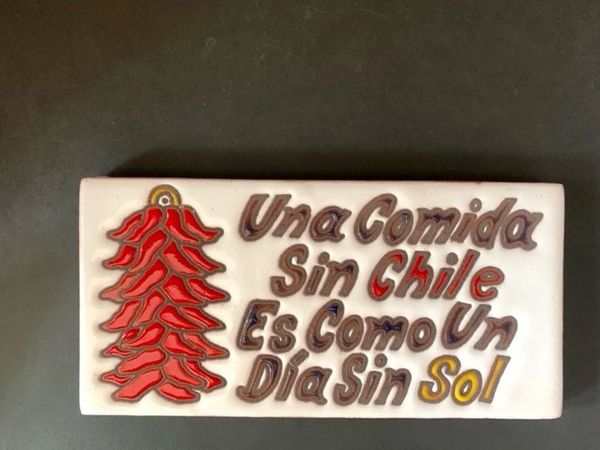 Una Comida
Sin Chile
Es Como Un
Día Sin Sol